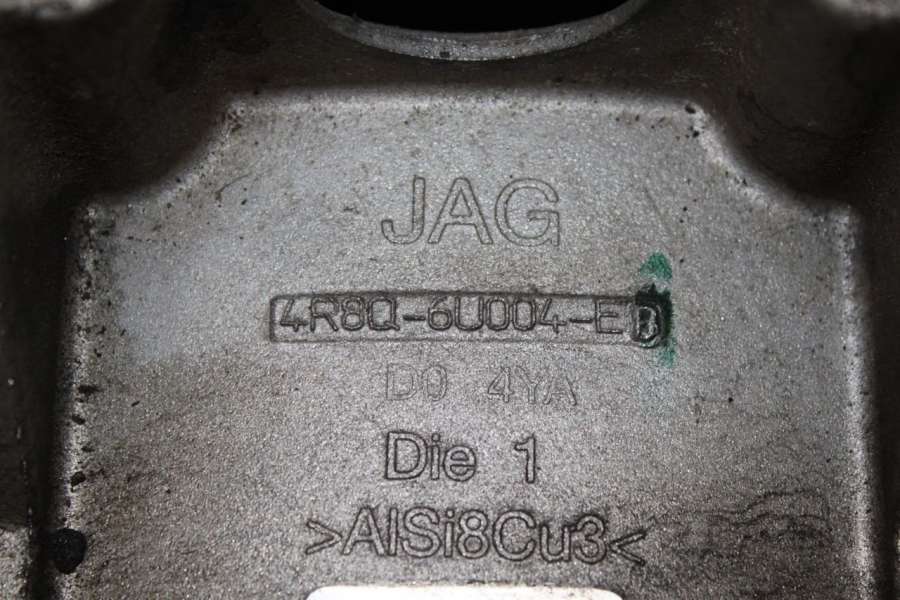 JAG
4R8Q-6U004-EB
D0 4YA
Die 1
>AlSi8Cu3<